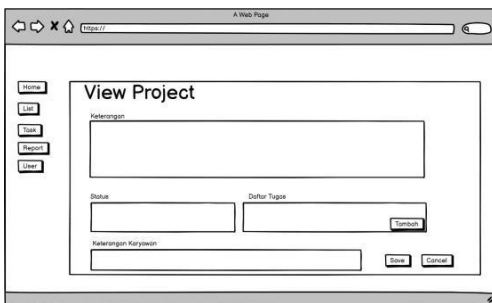 A Web Page
https://
Home
List
Task
Report
User
View Project
Keterangan
Status
Daftar Tugas
Tambah
Keterangan Karyawan
Save
Cancel